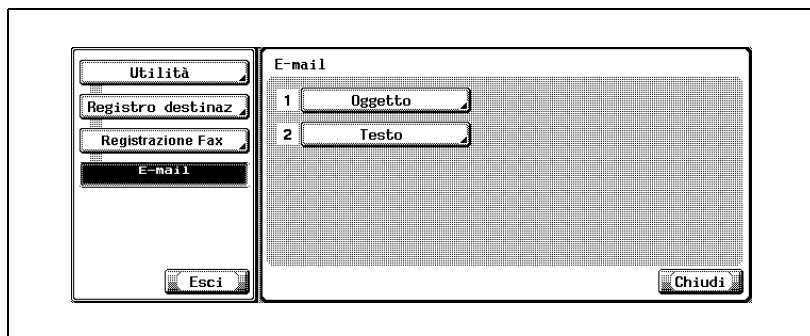 Utilità
Registro destinaz
Registrazione Fax
E-mail
Esci
E-mail
1 Oggetto
2 Testo
Chiudi